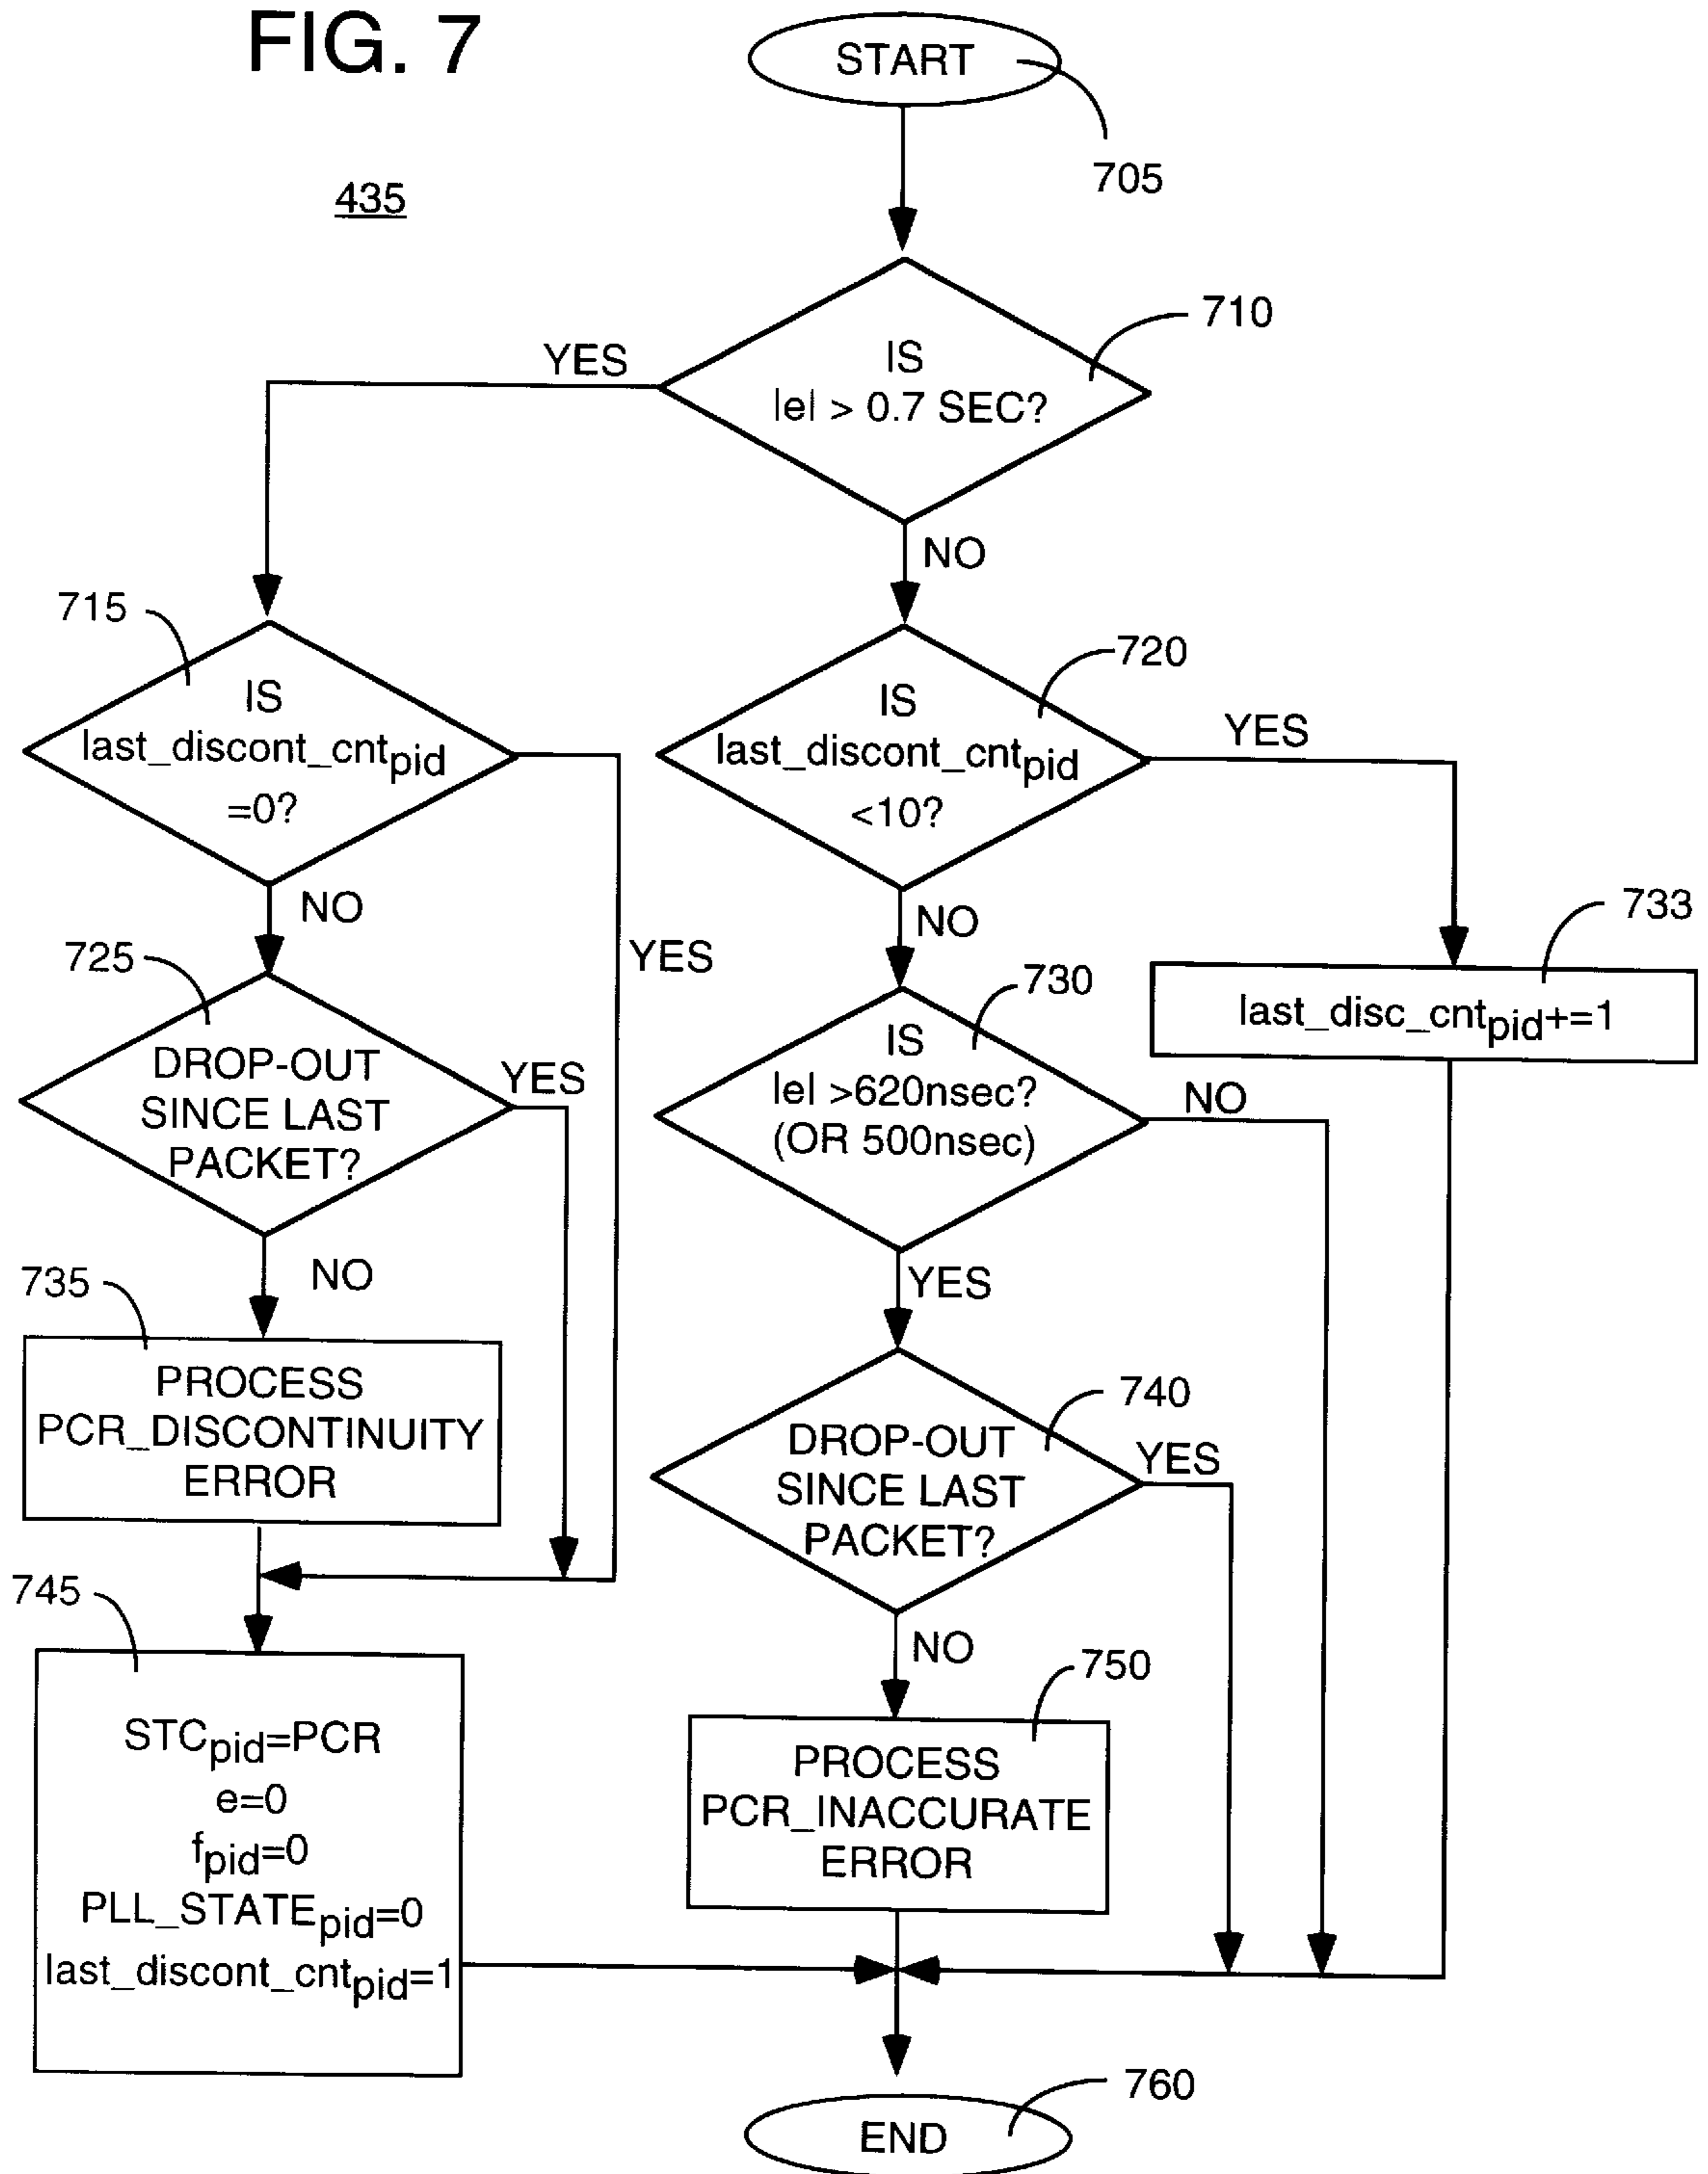 FIG. 7
START
705
435
710
IS
|e| > 0.7 SEC?
YES
NO
715
IS
last_discont_cntpid
=0?
720
IS
last_discont_cntpid
<10?
YES
NO
YES
NO
733
last_disc_cntpid+=1
725
DROP-OUT
SINCE LAST
PACKET?
YES
730
IS
|e| >620nsec?
(OR 500nsec)
NO
NO
YES
735
PROCESS
PCR_DISCONTINUITY
ERROR
740
DROP-OUT
SINCE LAST
PACKET?
YES
NO
745
STCpid=PCR
e=0
fpid=0
PLL_STATEpid=0
last_discont_cntpid=1
750
PROCESS
PCR_INACCURATE
ERROR
760
END